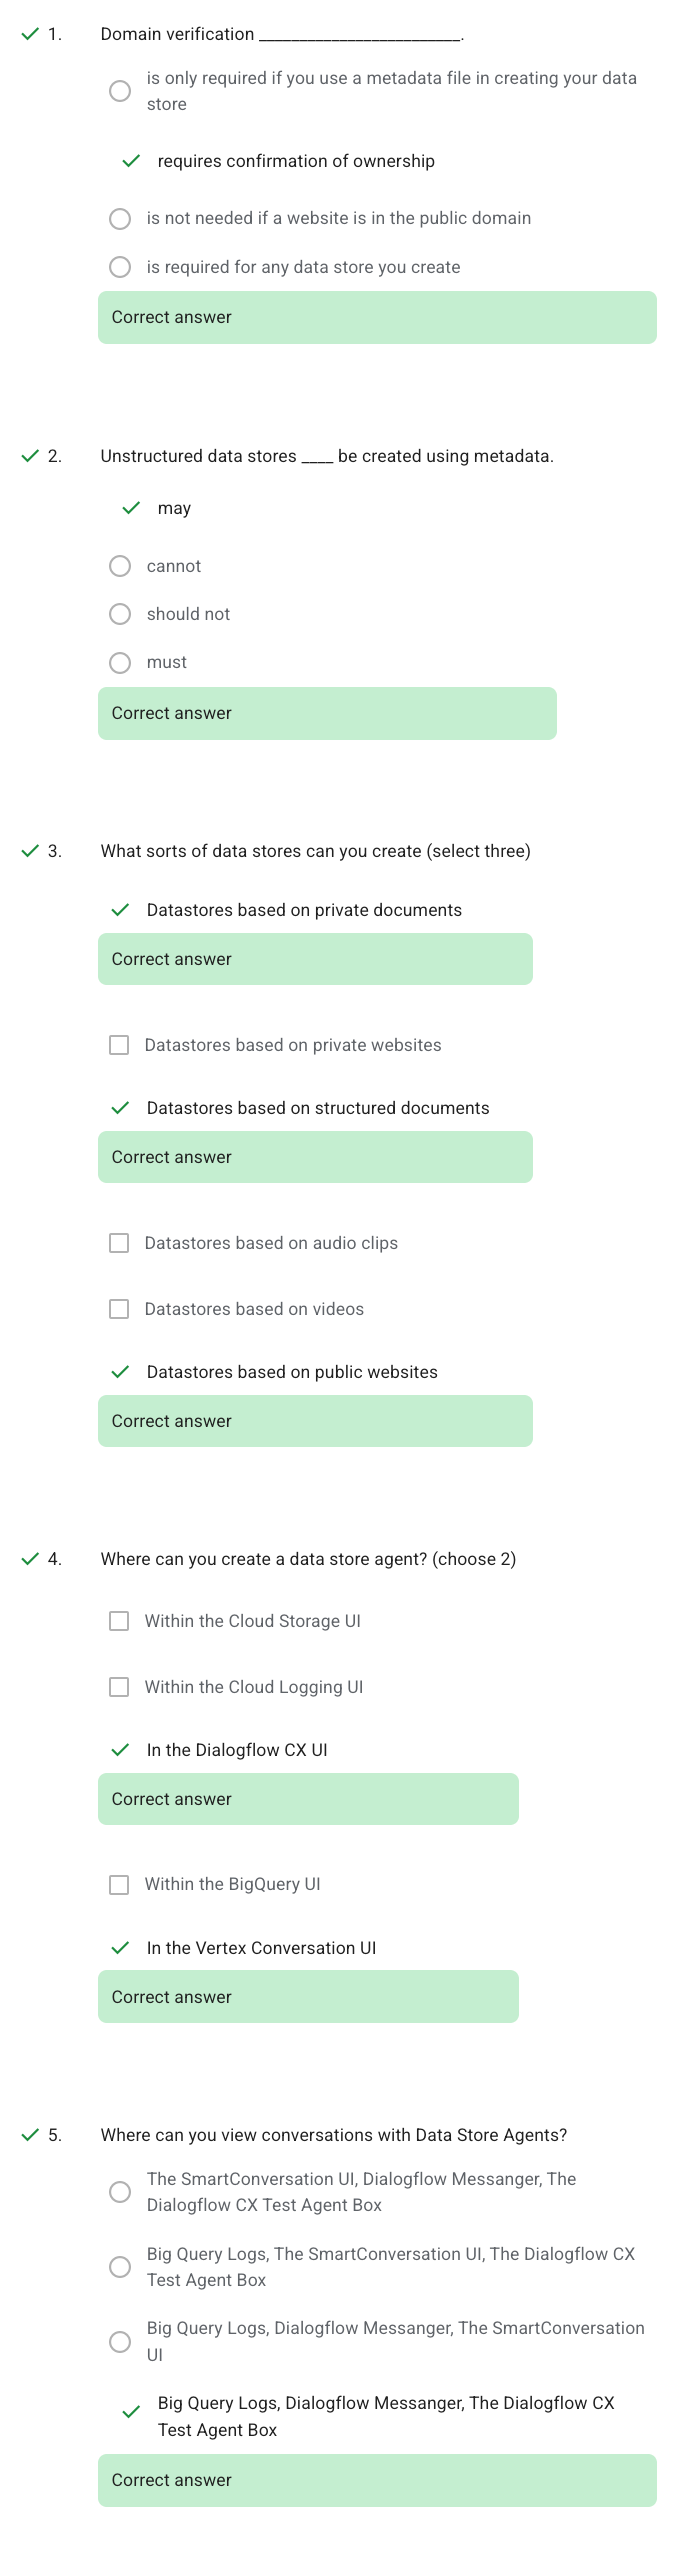 1. Domain verification _________________________.
is only required if you use a metadata file in creating your data
store
requires confirmation of ownership
is not needed if a website is in the public domain
is required for any data store you create
Correct answer
2. Unstructured data stores ____ be created using metadata.
may
cannot
should not
must
Correct answer
3. What sorts of data stores can you create (select three)
Datastores based on private documents
Correct answer
Datastores based on private websites
Datastores based on structured documents
Correct answer
Datastores based on audio clips
Datastores based on videos
Datastores based on public websites
Correct answer
4. Where can you create a data store agent? (choose 2)
Within the Cloud Storage UI
Within the Cloud Logging UI
In the Dialogflow CX UI
Correct answer
Within the BigQuery UI
In the Vertex Conversation UI
Correct answer
5. Where can you view conversations with Data Store Agents?
The SmartConversation UI, Dialogflow Messanger, The
Dialogflow CX Test Agent Box
Big Query Logs, The SmartConversation UI, The Dialogflow CX
Test Agent Box
Big Query Logs, Dialogflow Messanger, The SmartConversation
UI
Big Query Logs, Dialogflow Messanger, The Dialogflow CX
Test Agent Box
Correct answer